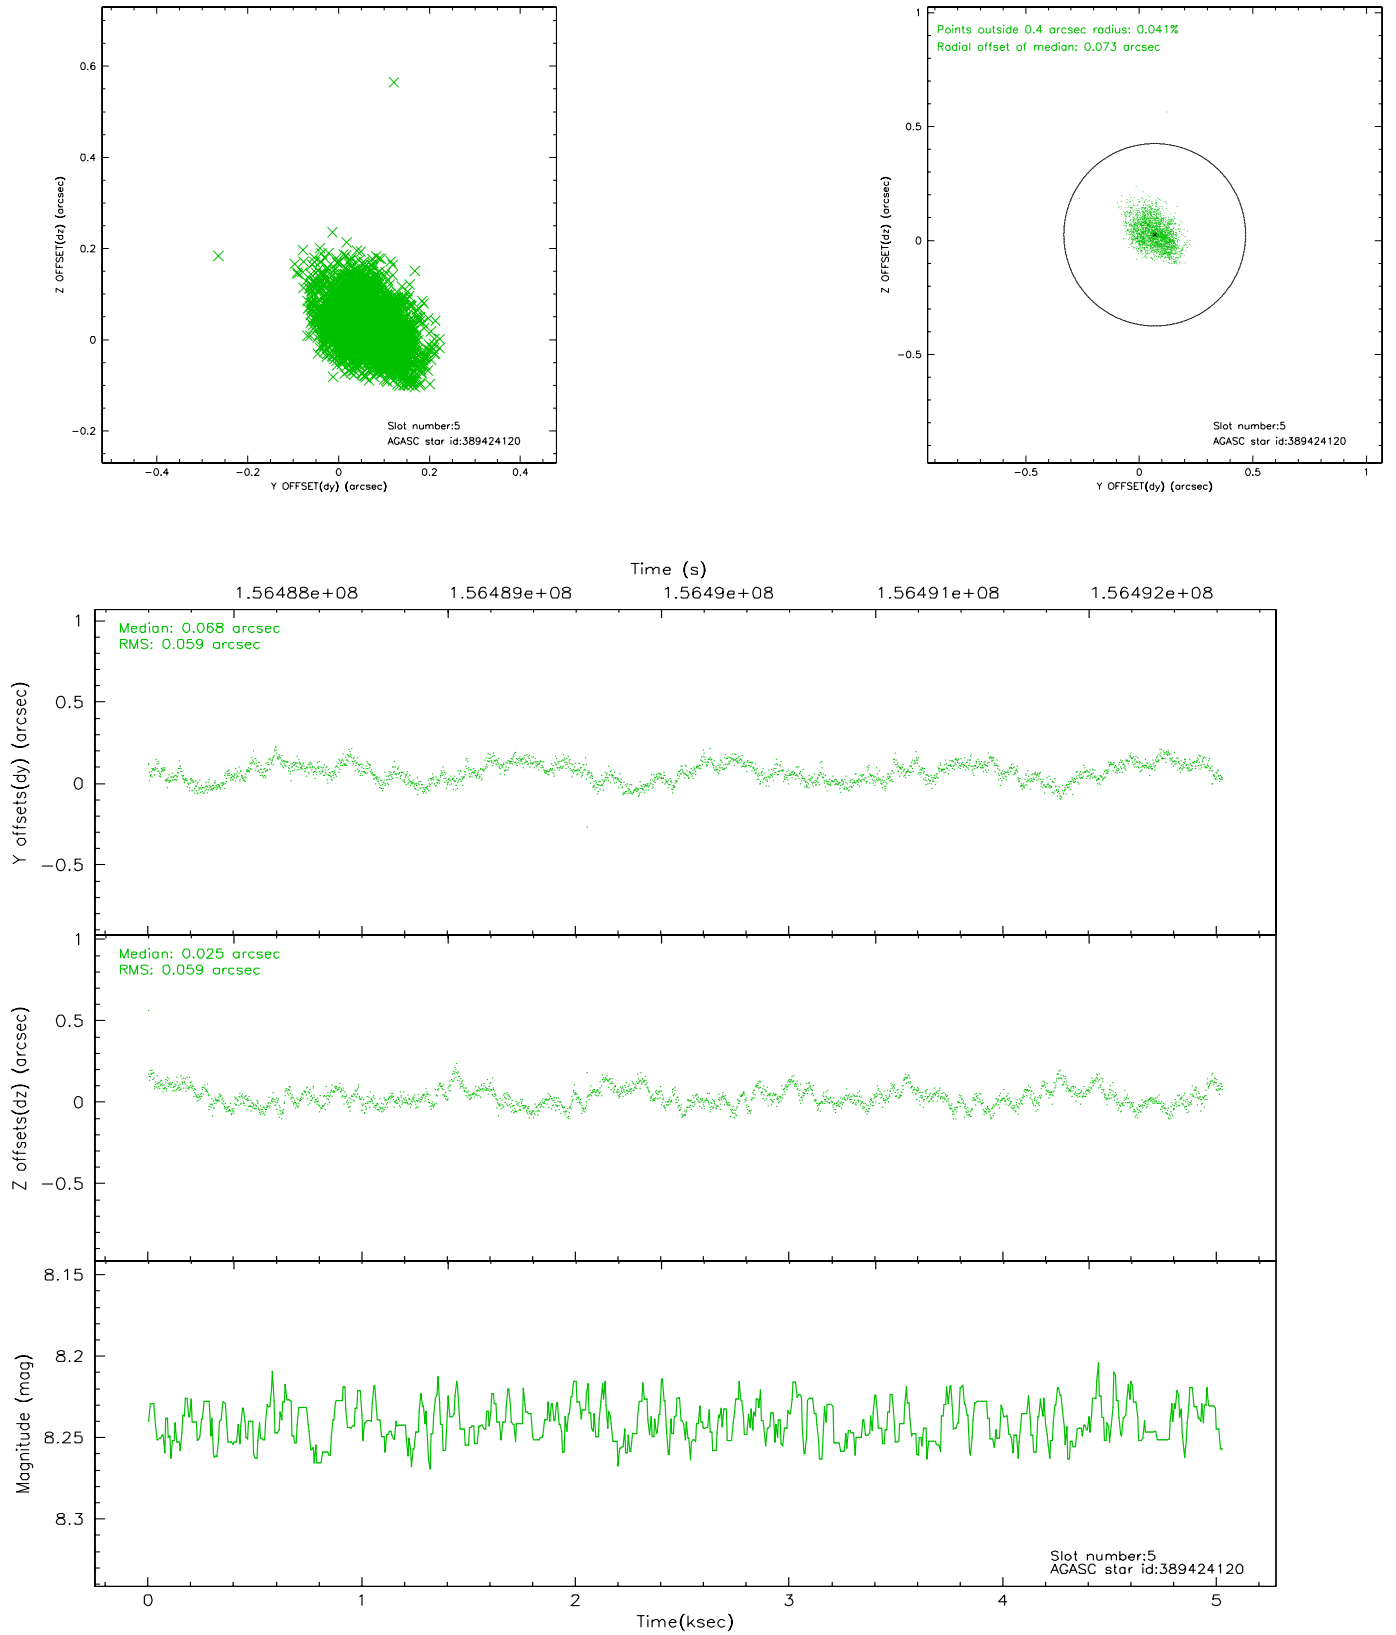 0.6
0.4
0.2
0
−0.2
Z OFFSET(dz) (arcsec)
Slot number:5
AGASC star id:389424120
−0.4 −0.2 0 0.2 0.4
Y OFFSET(dy) (arcsec)
Points outside 0.4 arcsec radius: 0.041%
Radial offset of median: 0.073 arcsec
1
0.5
0
−0.5
Z OFFSET(dz) (arcsec)
Slot number:5
AGASC star id:389424120
−0.5 0 0.5 1
Y OFFSET(dy) (arcsec)
Time (s)
1.56488e+08 1.56489e+08 1.5649e+08 1.56491e+08 1.56492e+08
Median: 0.068 arcsec
RMS: 0.059 arcsec
1
0.5
0
−0.5
Y offsets(dy) (arcsec)
Median: 0.025 arcsec
RMS: 0.059 arcsec
1
0.5
0
−0.5
Z offsets(dz) (arcsec)
8.15
8.2
8.25
8.3
Magnitude (mag)
Slot number:5
AGASC star id:389424120
0 1 2 3 4 5
Time(ksec)